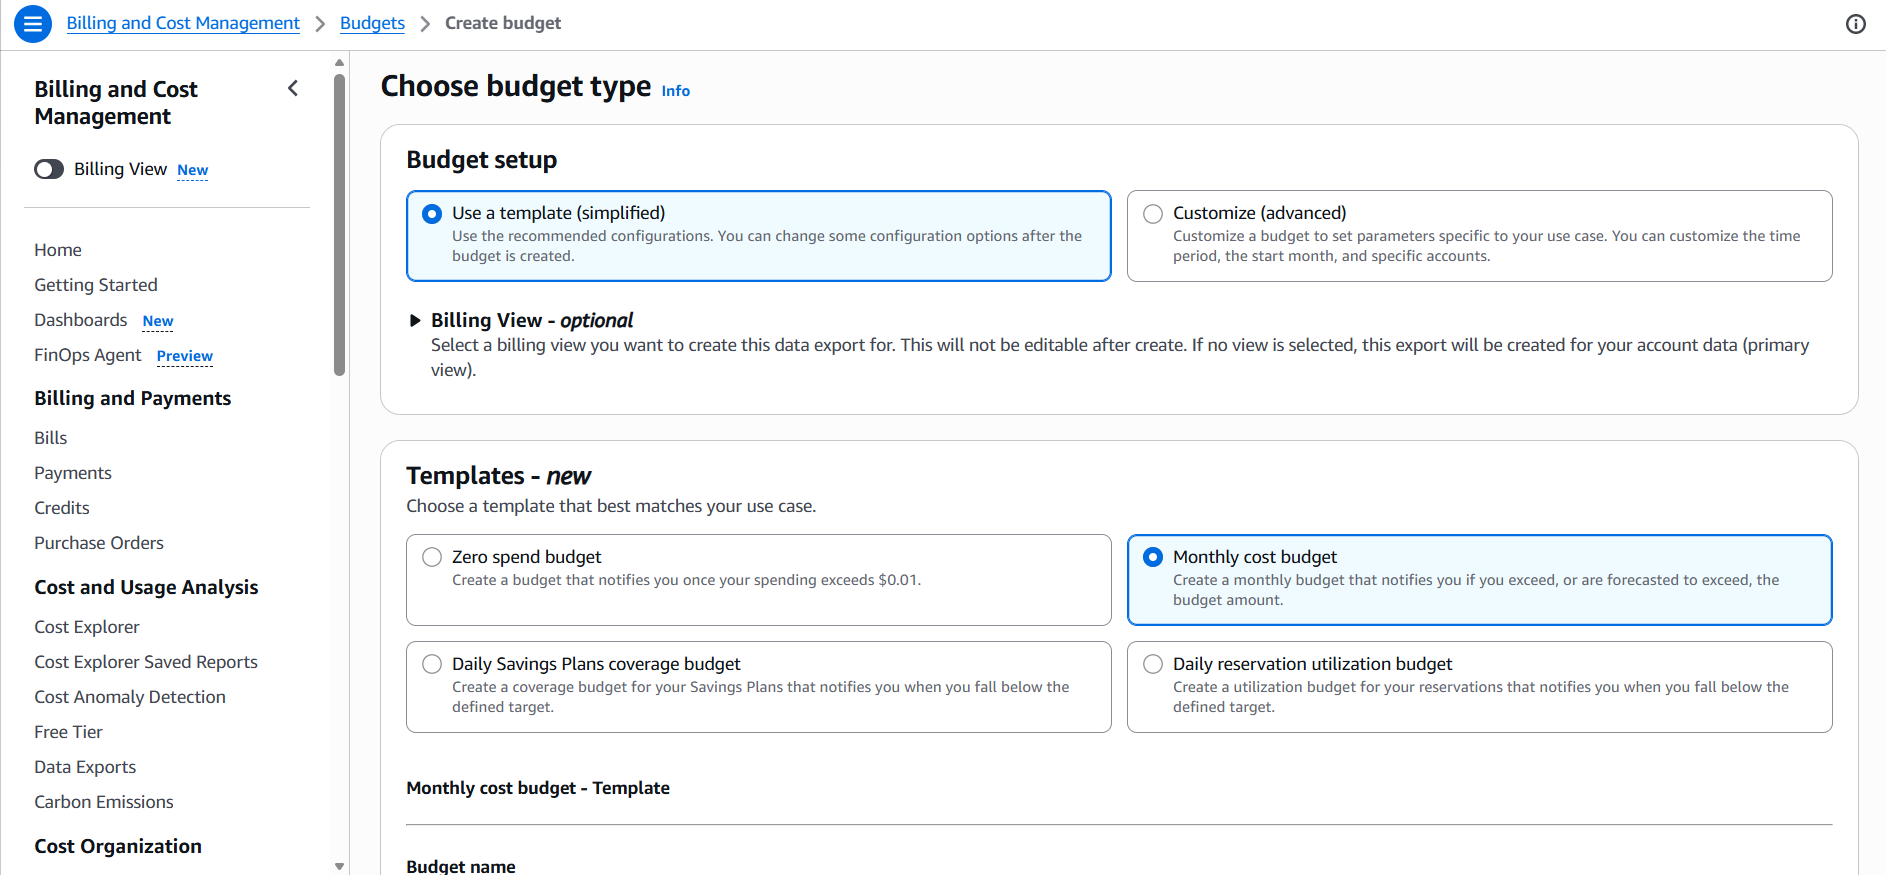 Billing and Cost Management > Budgets > Create budget
Billing and Cost
Management
Billing View New
Home
Getting Started
Dashboards New
FinOps Agent Preview
Billing and Payments
Bills
Payments
Credits
Purchase Orders
Cost and Usage Analysis
Cost Explorer
Cost Explorer Saved Reports
Cost Anomaly Detection
Free Tier
Data Exports
Carbon Emissions
Cost Organization
Choose budget type Info
Budget setup
Use a template (simplified)
Use the recommended configurations. You can change some configuration options after the
budget is created.
Customize (advanced)
Customize a budget to set parameters specific to your use case. You can customize the time
period, the start month, and specific accounts.
Billing View - optional
Select a billing view you want to create this data export for. This will not be editable after create. If no view is selected, this export will be created for your account data (primary
view).
Templates - new
Choose a template that best matches your use case.
Zero spend budget
Create a budget that notifies you once your spending exceeds $0.01.
Monthly cost budget
Create a monthly budget that notifies you if you exceed, or are forecasted to exceed, the
budget amount.
Daily Savings Plans coverage budget
Create a coverage budget for your Savings Plans that notifies you when you fall below the
defined target.
Daily reservation utilization budget
Create a utilization budget for your reservations that notifies you when you fall below the
defined target.
Monthly cost budget - Template
Budget name